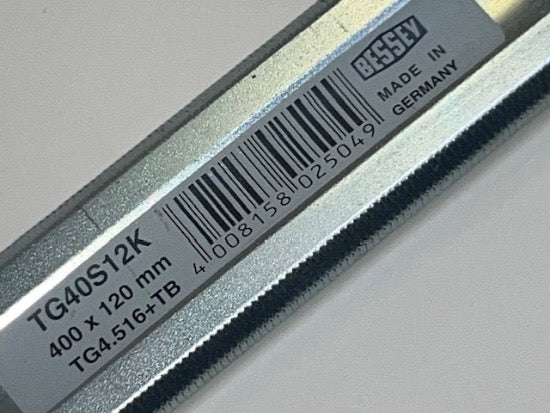 BESSEY
MADE IN
GERMANY
4 008158 025049
TG40S12K
400 x 120 mm
TG4.516+TB